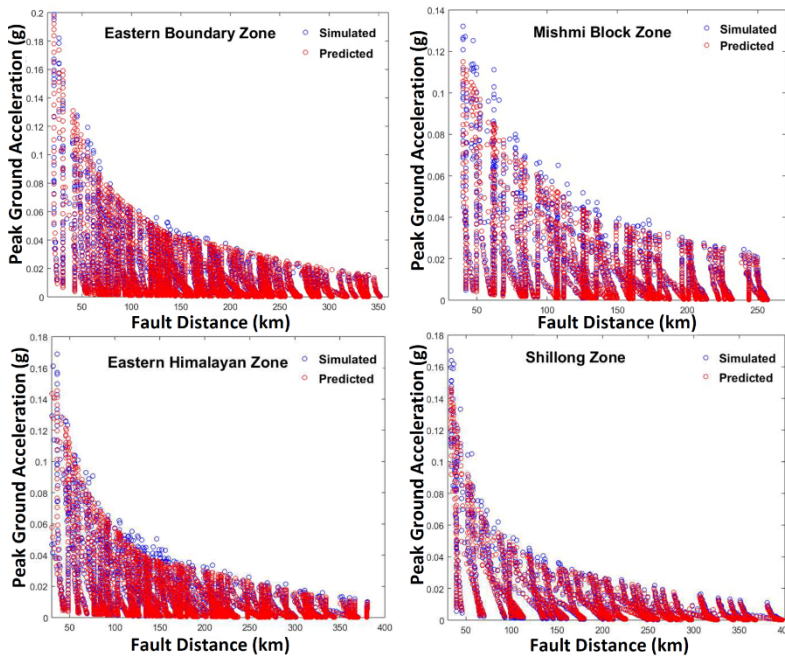 Eastern Boundary Zone
Simulated
Predicted
Peak Ground Acceleration (g)
0.2
0.18
0.16
0.14
0.12
0.1
0.08
0.06
0.04
0.02
0
50 100 150 200 250 300 350
Fault Distance (km)
Mishmi Block Zone
Simulated
Predicted
Peak Ground Acceleration (g)
0.14
0.12
0.1
0.08
0.06
0.04
0.02
0
50 100 150 200 250
Fault Distance (km)
Eastern Himalayan Zone
Simulated
Predicted
Peak Ground Acceleration (g)
0.18
0.16
0.14
0.12
0.1
0.08
0.06
0.04
0.02
0
50 100 150 200 250 300 350 400
Fault Distance (km)
Shillong Zone
Simulated
Predicted
Peak Ground Acceleration (g)
0.18
0.16
0.14
0.12
0.1
0.08
0.06
0.04
0.02
0
50 100 150 200 250 300 350 400
Fault Distance (km)